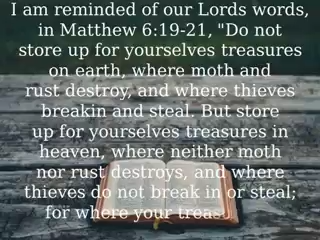 I am reminded of our Lords words,
in Matthew 6:19-21, "Do not
store up for yourselves treasures
on earth, where moth and
rust destroy, and where thieves
breakin and steal. But store
up for yourselves treasures in
heaven, where neither moth
nor rust destroys, and where
thieves do not break in or steal;
for where your treas